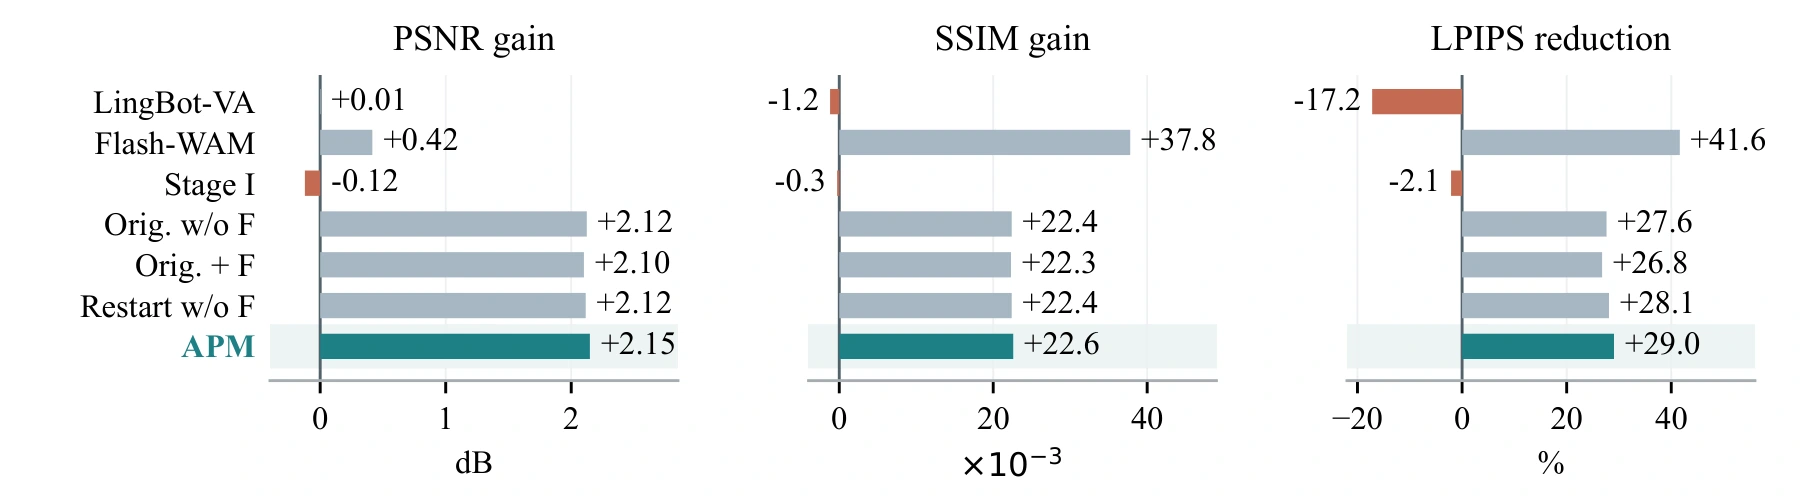 PSNR gain SSIM gain LPIPS reduction
LingBot-VA +0.01 -1.2 -17.2
Flash-WAM +0.42 +37.8 +41.6
Stage I -0.12 -0.3 -2.1
Orig. w/o F +2.12 +22.4 +27.6
Orig. + F +2.10 +22.3 +26.8
Restart w/o F +2.12 +22.4 +28.1
APM +2.15 +22.6 +29.0
0 1 2 0 20 40 −20 0 20 40
dB ×10⁻³ %